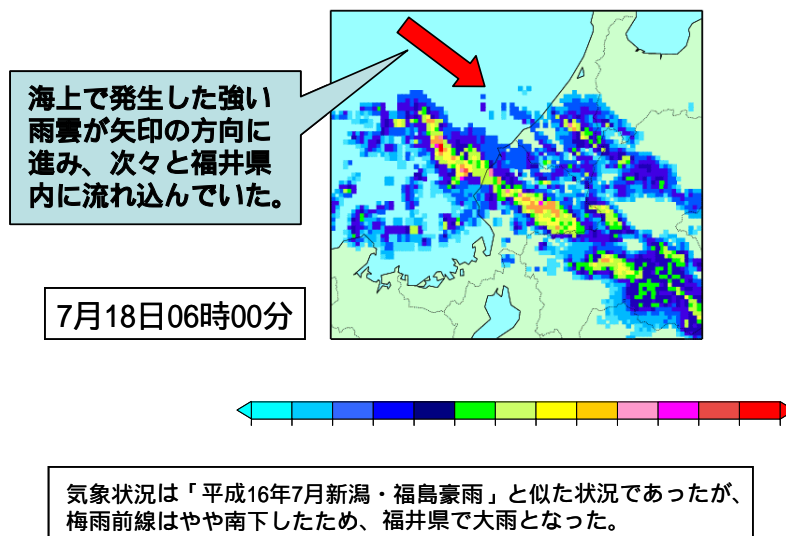 海上で発生した強い
雨雲が矢印の方向に
進み、次々と福井県
内に流れ込んでいた。
7月18日06時00分
気象状況は「平成16年7月新潟・福島豪雨」と似た状況であったが、
梅雨前線はやや南下したため、福井県で大雨となった。